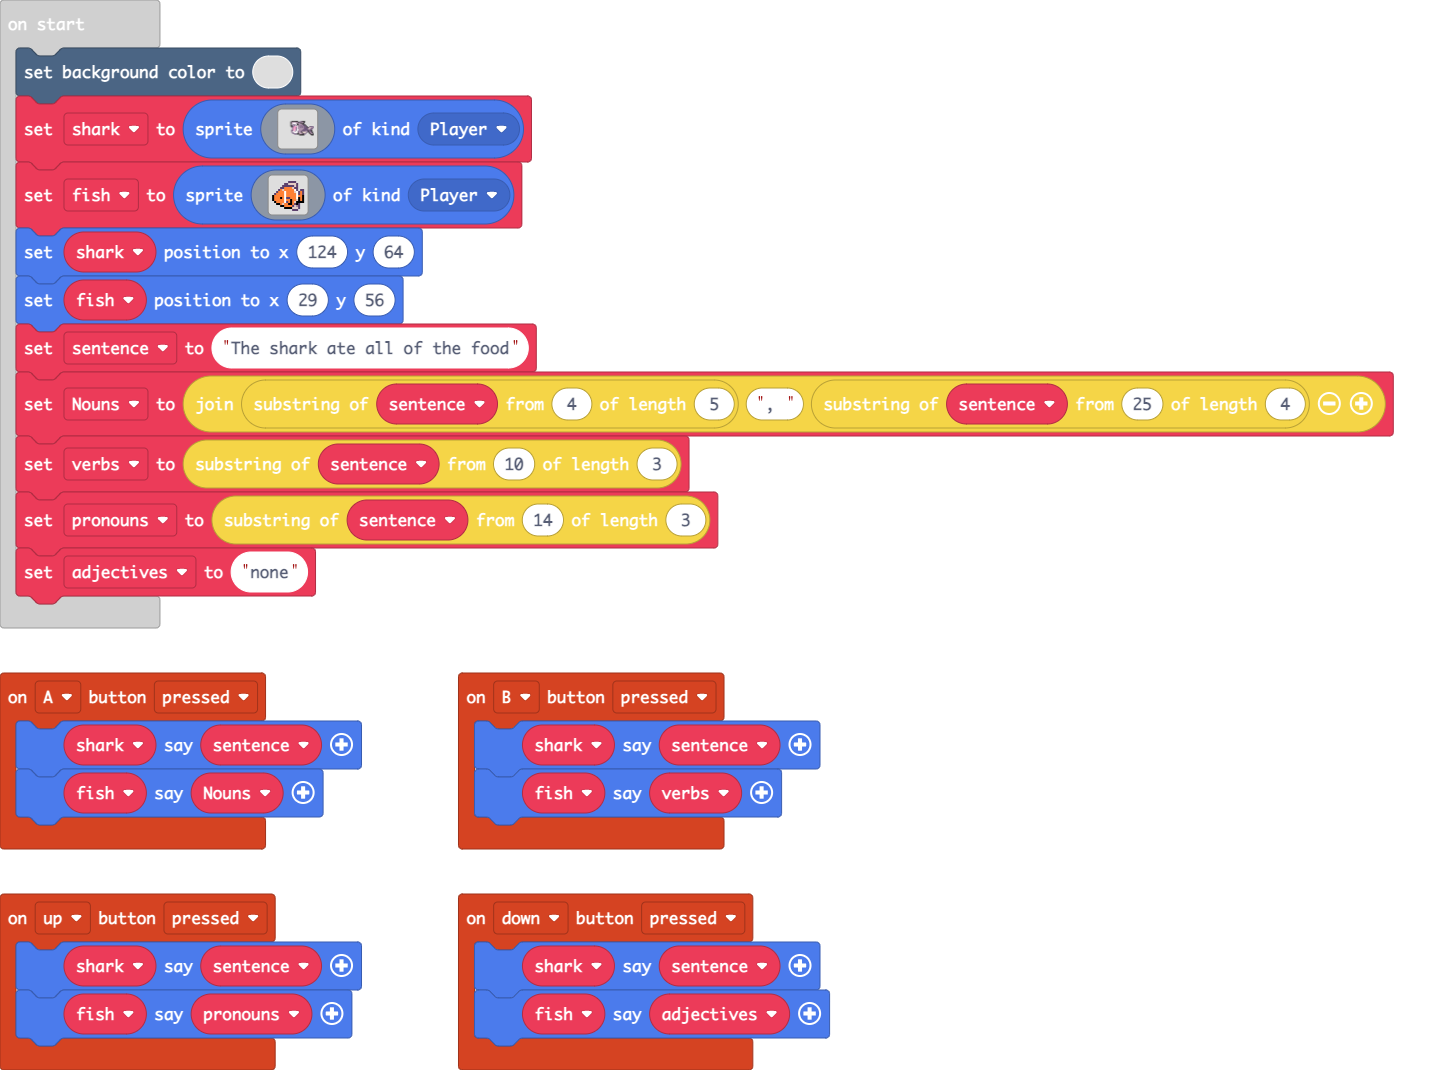 on start
set background color to
set shark to sprite of kind Player
set fish to sprite of kind Player
set shark position to x 124 y 64
set fish position to x 29 y 56
set sentence to "The shark ate all of the food"
set Nouns to join substring of sentence from 4 of length 5 ", " substring of sentence from 25 of length 4
set verbs to substring of sentence from 10 of length 3
set pronouns to substring of sentence from 14 of length 3
set adjectives to "none"
on A button pressed
shark say sentence
fish say Nouns
on B button pressed
shark say sentence
fish say verbs
on up button pressed
shark say sentence
fish say pronouns
on down button pressed
shark say sentence
fish say adjectives